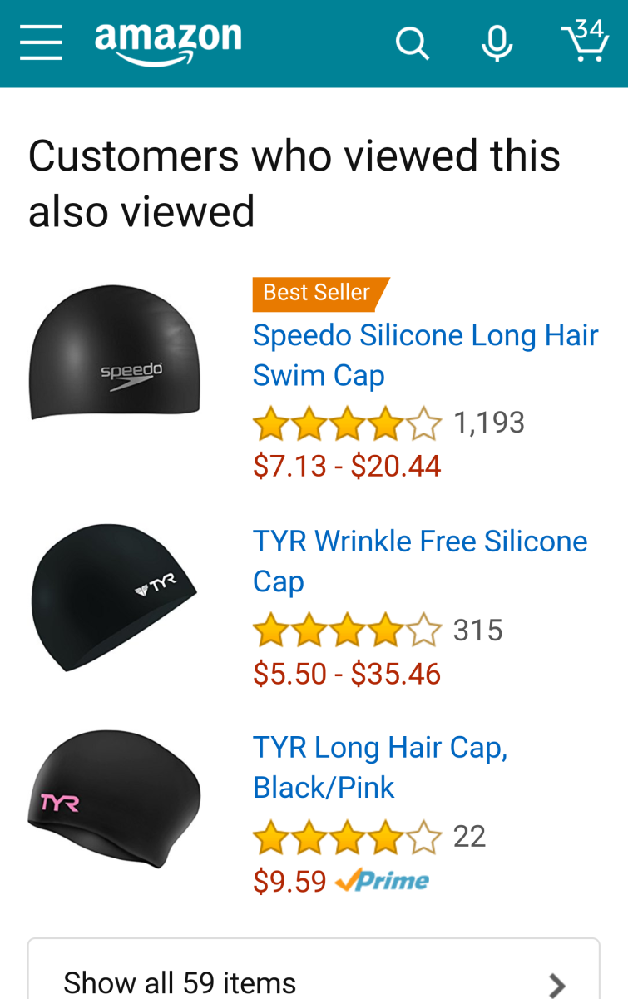 amazon
34
Customers who viewed this
also viewed
Best Seller
speedo
Speedo Silicone Long Hair
Swim Cap
1,193
$7.13 - $20.44
TYR
TYR Wrinkle Free Silicone
Cap
315
$5.50 - $35.46
TYR
TYR Long Hair Cap,
Black/Pink
22
$9.59 Prime
Show all 59 items